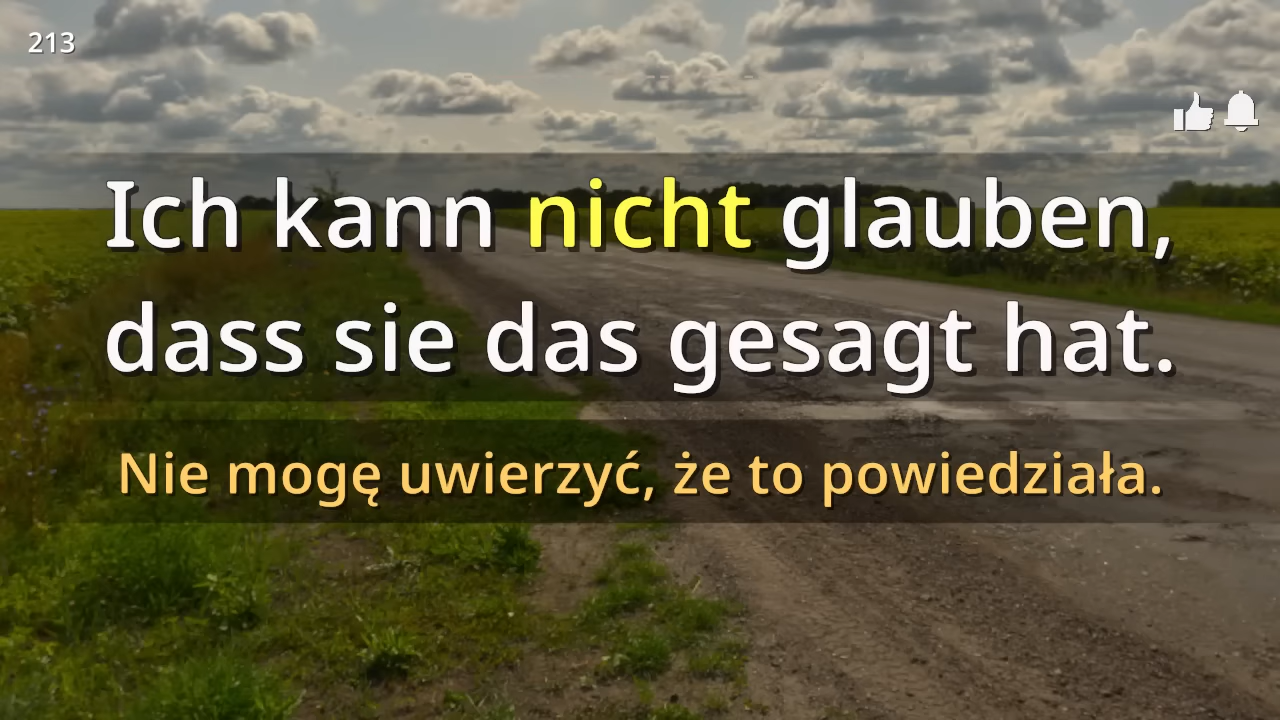 213
Ich kann nicht glauben,
dass sie das gesagt hat.
Nie mogę uwierzyć, że to powiedziała.